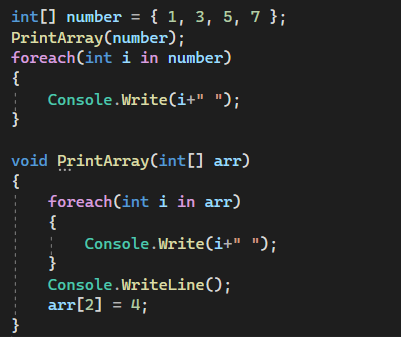 int[] number = { 1, 3, 5, 7 };
PrintArray(number);
foreach(int i in number)
{
    Console.Write(i+" ");
}

void PrintArray(int[] arr)
{
    foreach(int i in arr)
    {
        Console.Write(i+" ");
    }
    Console.WriteLine();
    arr[2] = 4;
}